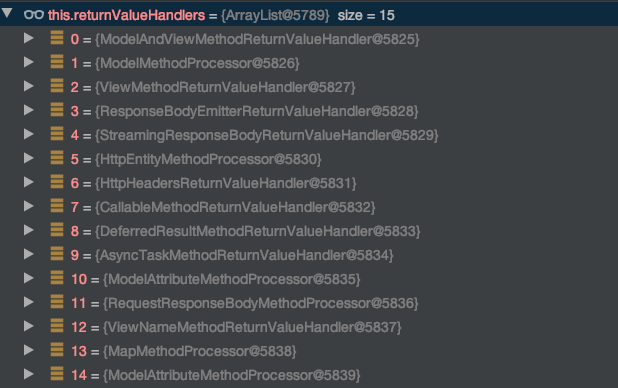 this.returnValueHandlers = {ArrayList@5789} size = 15
0 = {ModelAndViewMethodReturnValueHandler@5825}
1 = {ModelMethodProcessor@5826}
2 = {ViewMethodReturnValueHandler@5827}
3 = {ResponseBodyEmitterReturnValueHandler@5828}
4 = {StreamingResponseBodyReturnValueHandler@5829}
5 = {HttpEntityMethodProcessor@5830}
6 = {HttpHeadersReturnValueHandler@5831}
7 = {CallableMethodReturnValueHandler@5832}
8 = {DeferredResultMethodReturnValueHandler@5833}
9 = {AsyncTaskMethodReturnValueHandler@5834}
10 = {ModelAttributeMethodProcessor@5835}
11 = {RequestResponseBodyMethodProcessor@5836}
12 = {ViewNameMethodReturnValueHandler@5837}
13 = {MapMethodProcessor@5838}
14 = {ModelAttributeMethodProcessor@5839}